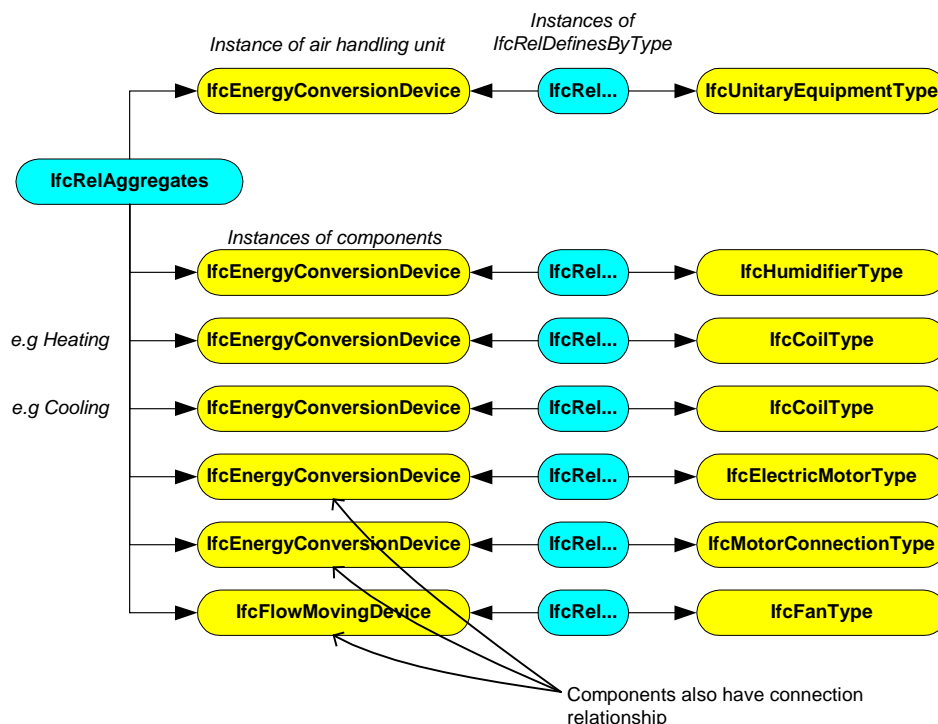 Instance of air handling unit
Instances of
IfcRelDefinesByType
IfcEnergyConversionDevice
IfcRel...
IfcUnitaryEquipmentType
IfcRelAggregates
Instances of components
IfcEnergyConversionDevice
IfcRel...
IfcHumidifierType
e.g Heating
IfcEnergyConversionDevice
IfcRel...
IfcCoilType
e.g Cooling
IfcEnergyConversionDevice
IfcRel...
IfcCoilType
IfcEnergyConversionDevice
IfcRel...
IfcElectricMotorType
IfcEnergyConversionDevice
IfcRel...
IfcMotorConnectionType
IfcFlowMovingDevice
IfcRel...
IfcFanType
Components also have connection
relationship